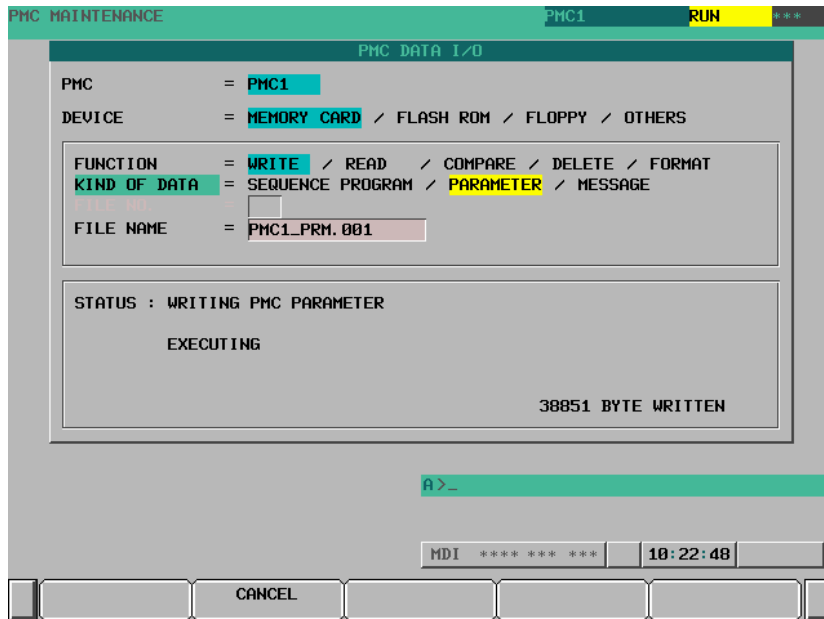 PMC MAINTENANCE PMC1 RUN ***
PMC DATA I/O
PMC = PMC1
DEVICE = MEMORY CARD / FLASH ROM / FLOPPY / OTHERS
FUNCTION = WRITE / READ / COMPARE / DELETE / FORMAT
KIND OF DATA = SEQUENCE PROGRAM / PARAMETER / MESSAGE
FILE NO. =
FILE NAME = PMC1_PRM.001
STATUS : WRITING PMC PARAMETER
EXECUTING
38851 BYTE WRITTEN
A>_
MDI **** *** *** 10:22:48
CANCEL